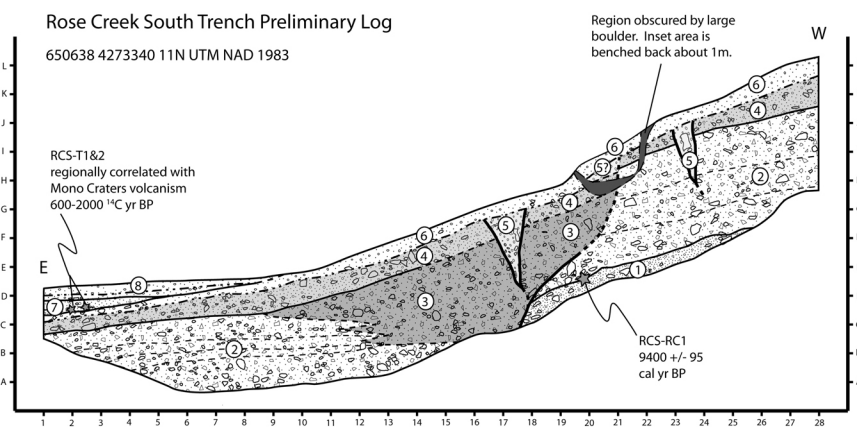 Rose Creek South Trench Preliminary Log
650638 4273340 11N UTM NAD 1983
Region obscured by large
boulder. Inset area is
benched back about 1m.
W
RCS-T1&2
regionally correlated with
Mono Craters volcanism
600-2000 ¹⁴C yr BP
E
L
K
J
I
H
G
F
E
D
C
B
A
6
4
5
2
6
5?
4
3
5
6
4
3
1
8
7
2
RCS-RC1
9400 +/- 95
cal yr BP
1 2 3 4 5 6 7 8 9 10 11 12 13 14 15 16 17 18 19 20 21 22 23 24 25 26 27 28